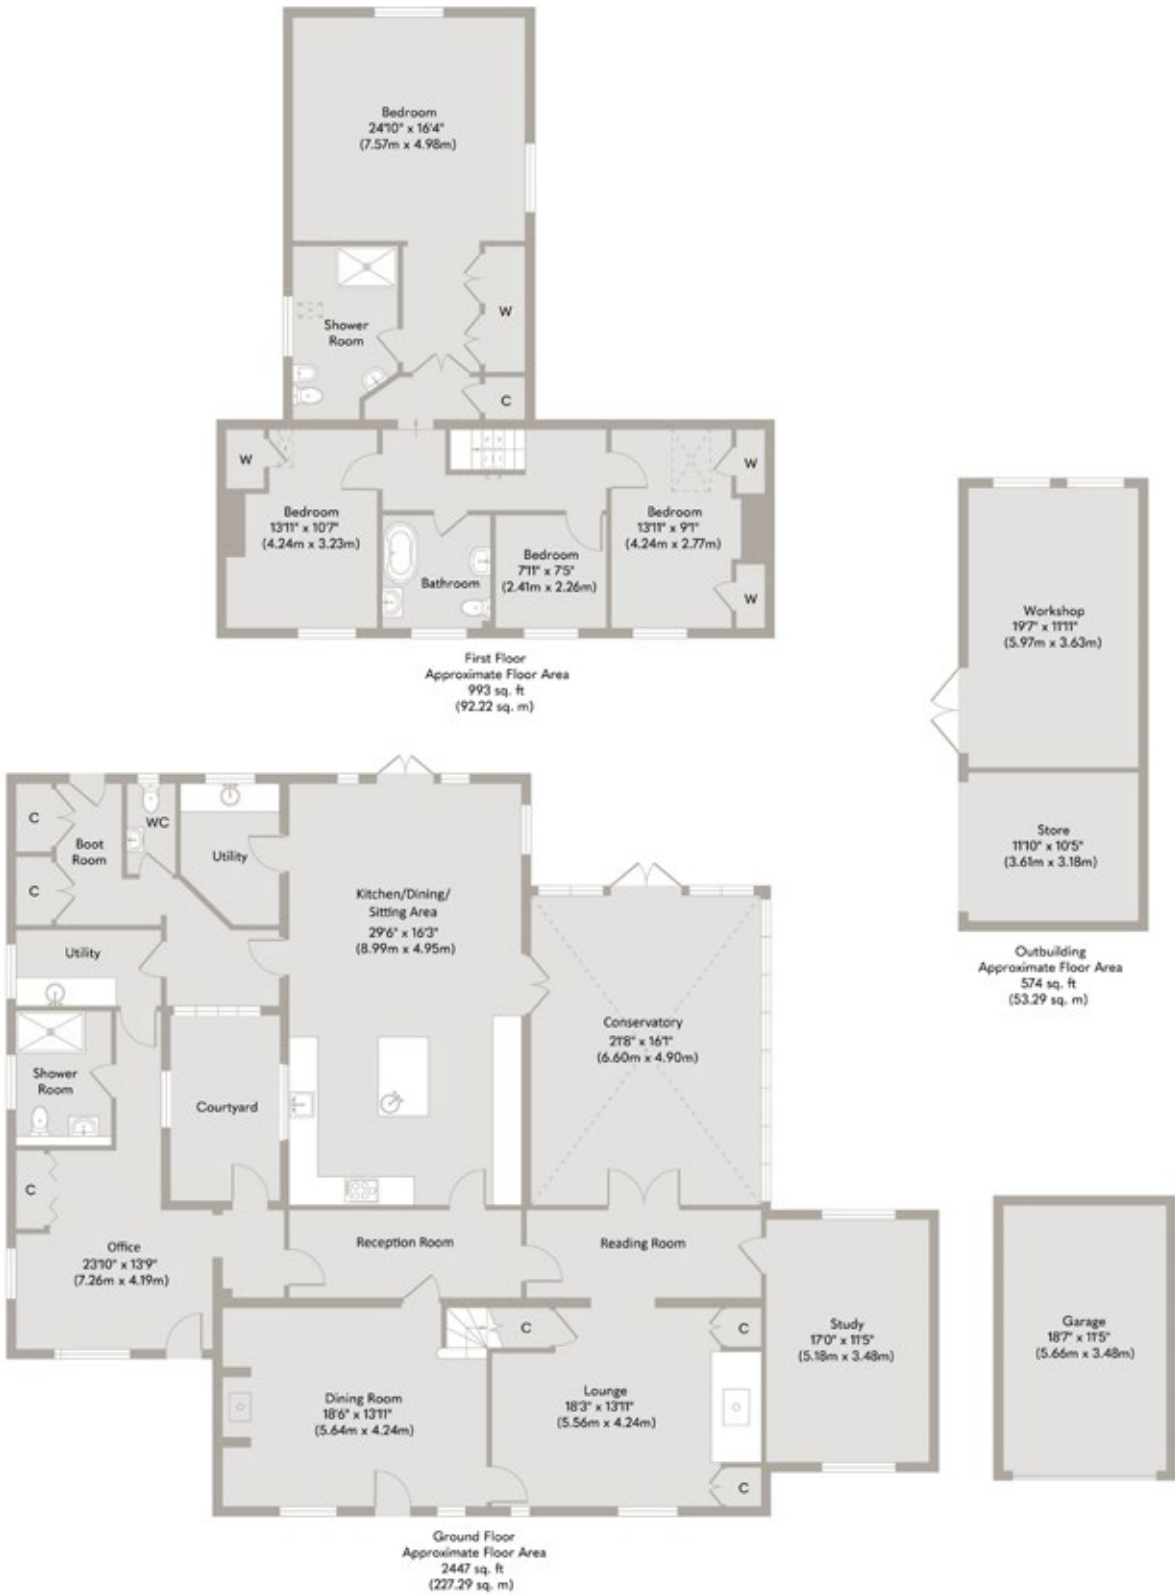 Bedroom
24'10" x 16'4"
(7.57m x 4.98m)
Shower
Room
W
C
W
Bedroom
13'11" x 10'7"
(4.24m x 3.23m)
Bathroom
Bedroom
7'11" x 7'5"
(2.41m x 2.26m)
Bedroom
13'11" x 9'1"
(4.24m x 2.77m)
W
W
First Floor
Approximate Floor Area
993 sq. ft
(92.22 sq. m)
Workshop
19'7" x 11'11"
(5.97m x 3.63m)
Store
11'10" x 10'5"
(3.61m x 3.18m)
Outbuilding
Approximate Floor Area
574 sq. ft
(53.29 sq. m)
C
Boot
Room
C
WC
Utility
Kitchen/Dining/
Sitting Area
29'6" x 16'3"
(8.99m x 4.95m)
Utility
Shower
Room
Courtyard
Conservatory
21'8" x 16'1"
(6.60m x 4.90m)
C
Office
23'10" x 13'9"
(7.26m x 4.19m)
Reception Room
Reading Room
C
C
Dining Room
18'6" x 13'11"
(5.64m x 4.24m)
Lounge
18'3" x 13'11"
(5.56m x 4.24m)
C
Study
17'0" x 11'5"
(5.18m x 3.48m)
Garage
18'7" x 11'5"
(5.66m x 3.48m)
Ground Floor
Approximate Floor Area
2447 sq. ft
(227.29 sq. m)